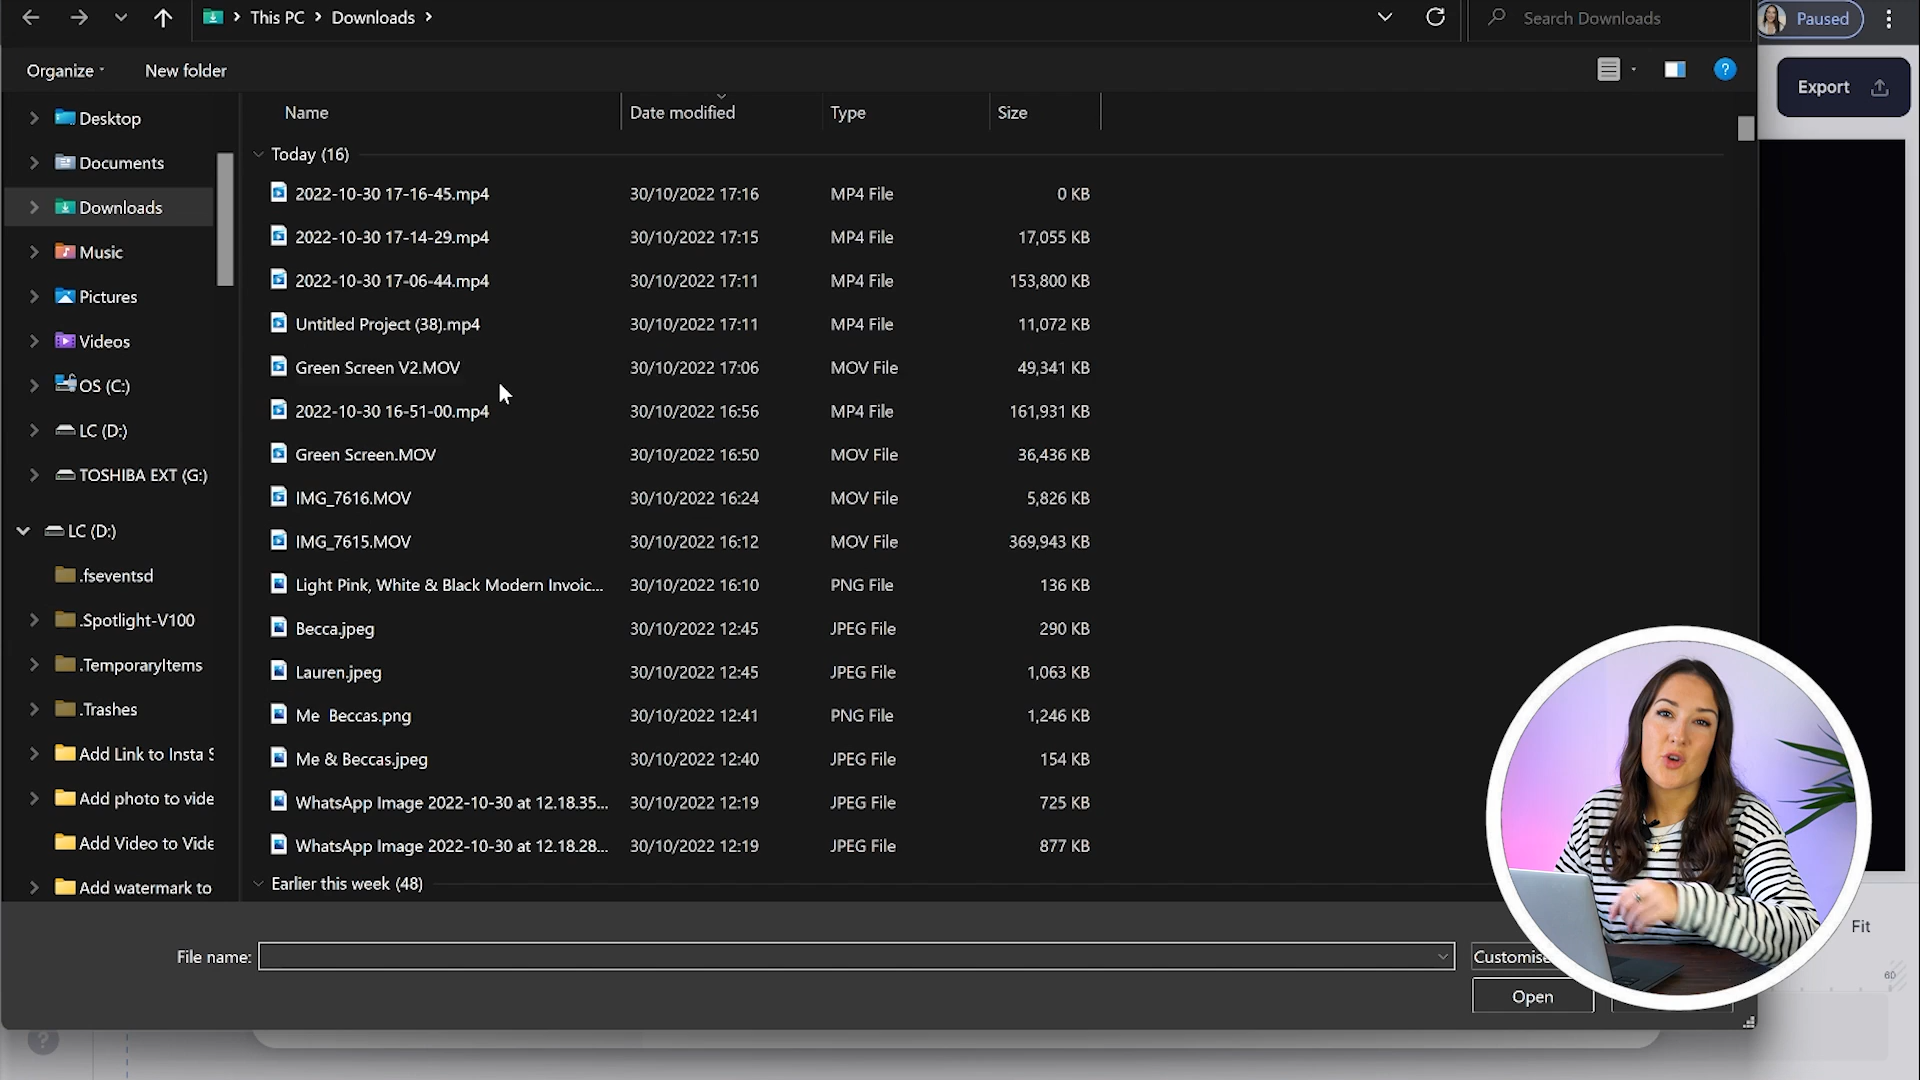 This PC > Downloads >
Search Downloads
Paused
Organize
New folder
?
Export
Name
Date modified
Type
Size
Desktop
Documents
Downloads
Music
Pictures
Videos
OS (C:)
LC (D:)
TOSHIBA EXT (G:)
LC (D:)
.fseventsd
.Spotlight-V100
.TemporaryItems
.Trashes
Add Link to Insta S
Add photo to vide
Add Video to Vide
Add watermark to
Today (16)
2022-10-30 17-16-45.mp4 30/10/2022 17:16 MP4 File 0 KB
2022-10-30 17-14-29.mp4 30/10/2022 17:15 MP4 File 17,055 KB
2022-10-30 17-06-44.mp4 30/10/2022 17:11 MP4 File 153,800 KB
Untitled Project (38).mp4 30/10/2022 17:11 MP4 File 11,072 KB
Green Screen V2.MOV 30/10/2022 17:06 MOV File 49,341 KB
2022-10-30 16-51-00.mp4 30/10/2022 16:56 MP4 File 161,931 KB
Green Screen.MOV 30/10/2022 16:50 MOV File 36,436 KB
IMG_7616.MOV 30/10/2022 16:24 MOV File 5,826 KB
IMG_7615.MOV 30/10/2022 16:12 MOV File 369,943 KB
Light Pink, White & Black Modern Invoic... 30/10/2022 16:10 PNG File 136 KB
Becca.jpeg 30/10/2022 12:45 JPEG File 290 KB
Lauren.jpeg 30/10/2022 12:45 JPEG File 1,063 KB
Me  Beccas.png 30/10/2022 12:41 PNG File 1,246 KB
Me & Beccas.jpeg 30/10/2022 12:40 JPEG File 154 KB
WhatsApp Image 2022-10-30 at 12.18.35... 30/10/2022 12:19 JPEG File 725 KB
WhatsApp Image 2022-10-30 at 12.18.28... 30/10/2022 12:19 JPEG File 877 KB
Earlier this week (48)
File name:
Customise
Open
Fit
60
?